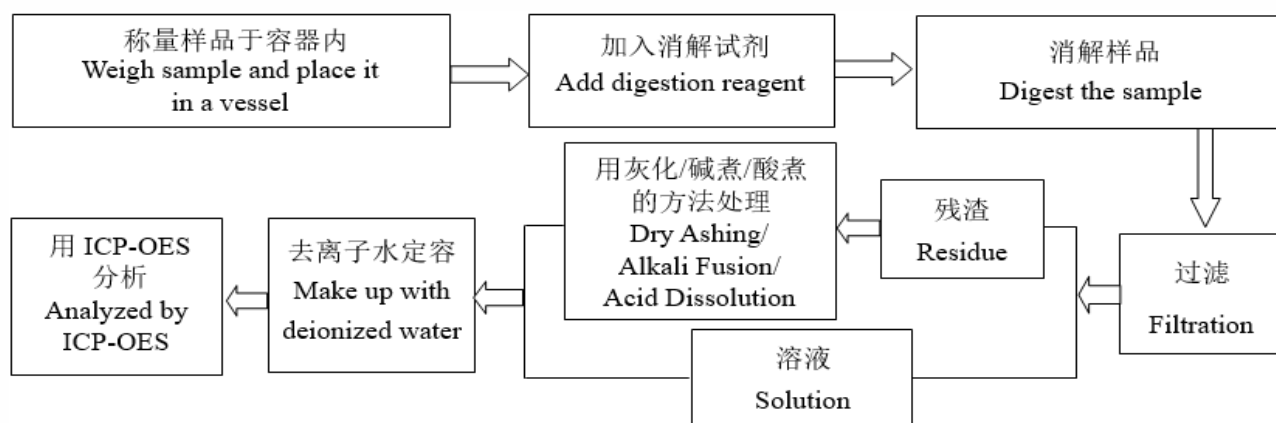 称量样品于容器内
Weigh sample and place it
in a vessel
加入消解试剂
Add digestion reagent
消解样品
Digest the sample
过滤
Filtration
残渣
Residue
用灰化/碱煮/酸煮
的方法处理
Dry Ashing/
Alkali Fusion/
Acid Dissolution
溶液
Solution
去离子水定容
Make up with
deionized water
用 ICP-OES
分析
Analyzed by
ICP-OES